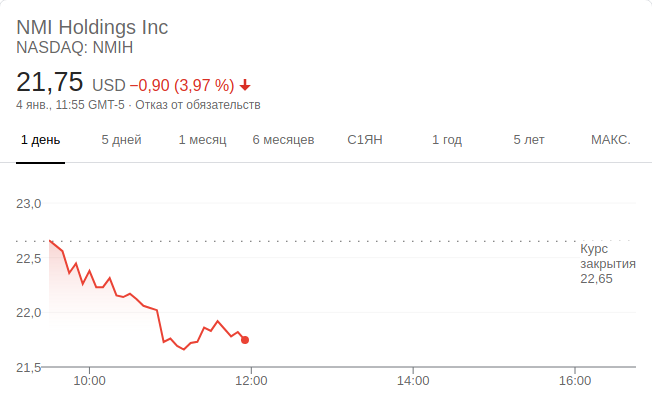 NMI Holdings Inc
NASDAQ: NMIH
21,75 USD −0,90 (3,97 %)
4 янв., 11:55 GMT-5 · Отказ от обязательств
1 день 5 дней 1 месяц 6 месяцев С1ЯН 1 год 5 лет МАКС.
23,0
Курс
22,5 закрытия
22,65
22,0
21,5
10:00 12:00 14:00 16:00